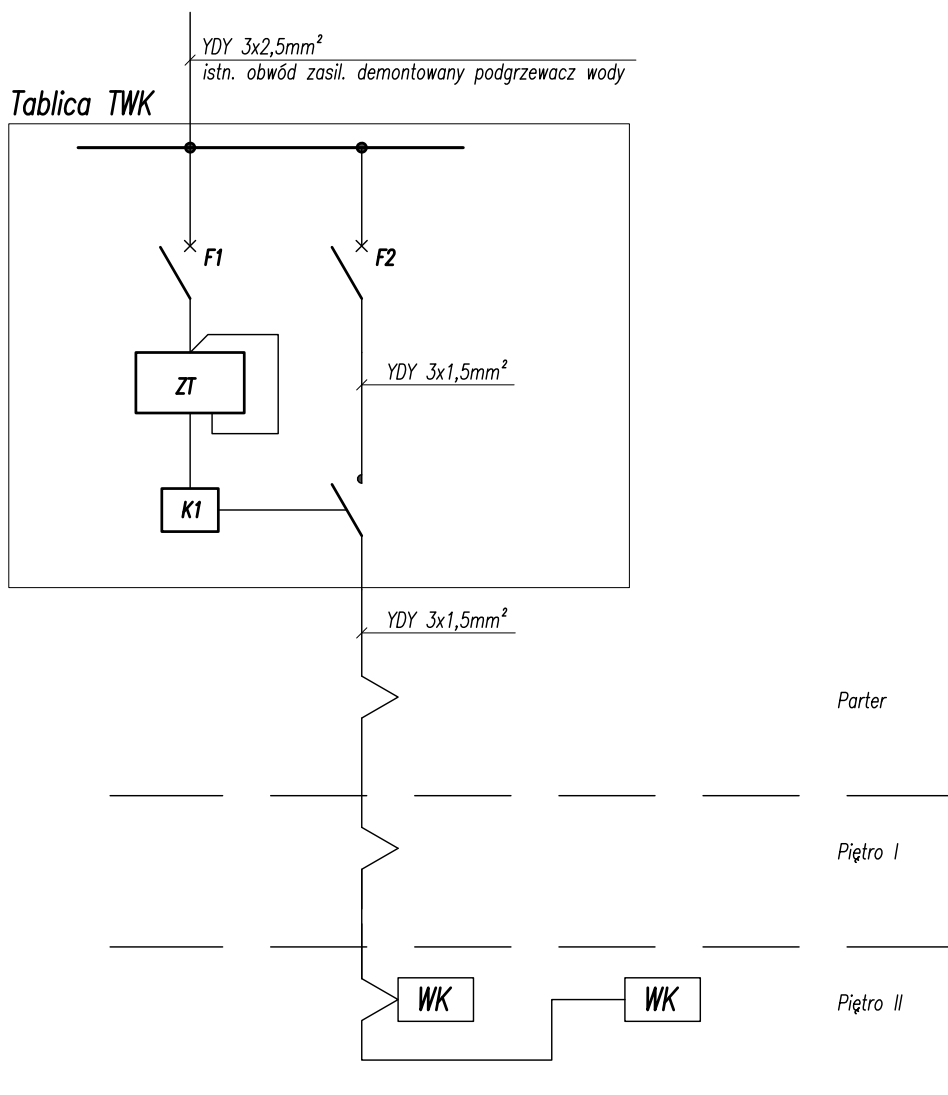 YDY 3x2,5mm²
istn. obwód zasil. demontowany podgrzewacz wody
Tablica TWK
F1
F2
YDY 3x1,5mm²
ZT
K1
YDY 3x1,5mm²
Parter
Piętro I
WK
WK
Piętro II